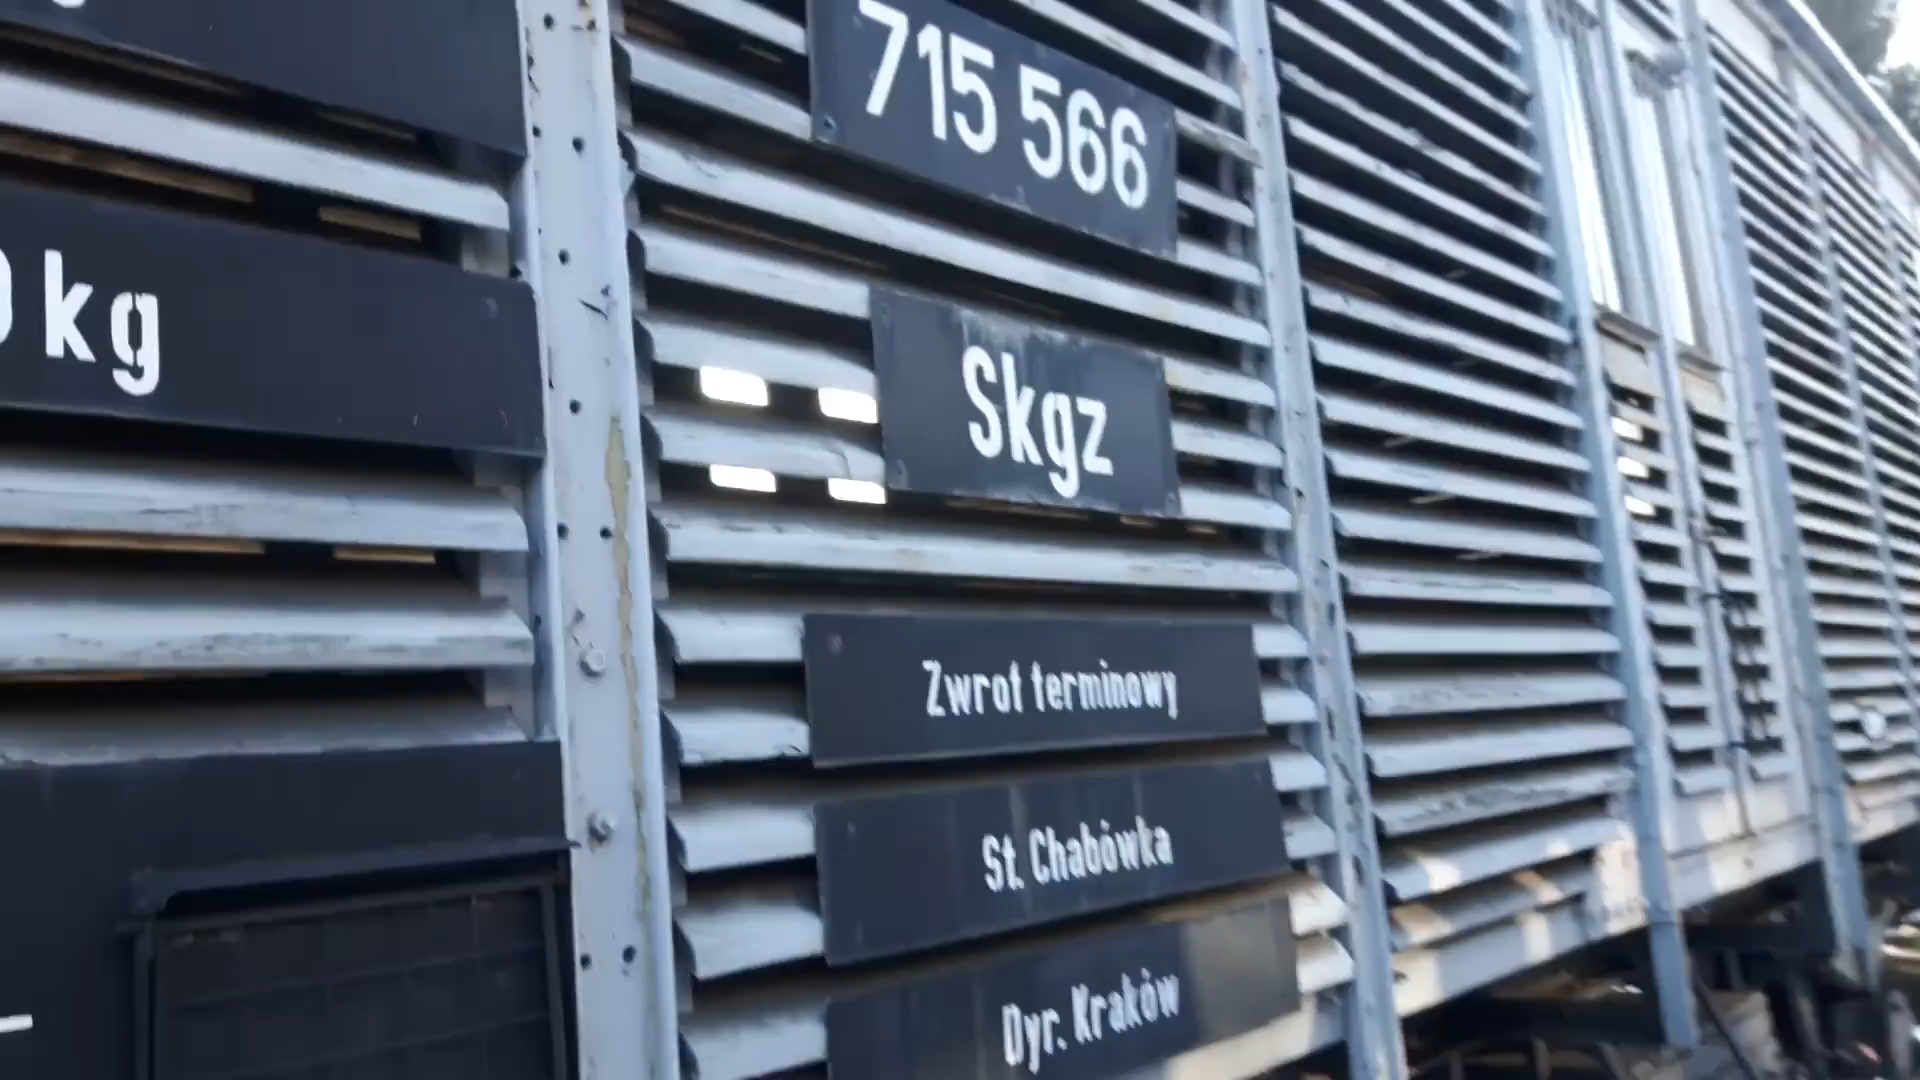 kg
715 566
Skgz
Zwrot terminowy
St. Chabówka
Dyr. Kraków